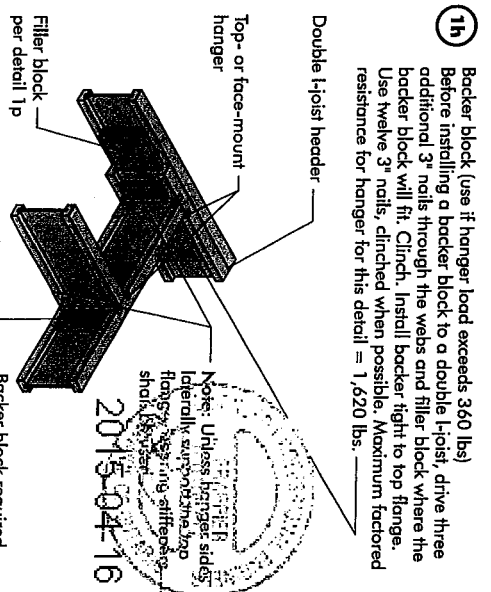 1h
Backer block (use if hanger load exceeds 360 lbs)
Before installing a backer block to a double I-joist, drive three
additional 3" nails through the webs and filler block where the
backer block will fit. Clinch. Install backer tight to top flange.
Use twelve 3" nails, clinched when possible. Maximum factored
resistance for hanger for this detail = 1,620 lbs.
Double I-joist header
Top- or face-mount
hanger
Filler block
per detail 1p
Note: Unless hanger sides
laterally support the top
flange, bearing stiffeners
shall be used.
2015-04-16
Backer block required